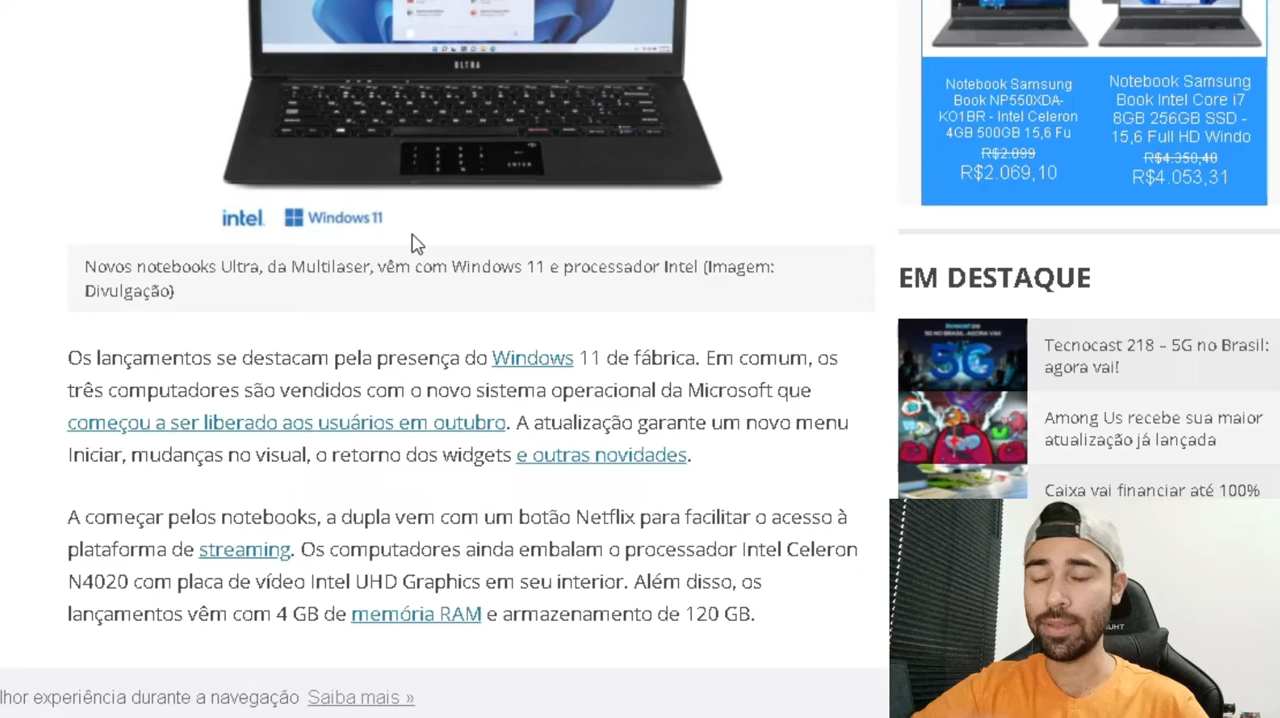 ULTRA
ENTER
intel
Windows 11
Novos notebooks Ultra, da Multilaser, vêm com Windows 11 e processador Intel (Imagem:
Divulgação)
Os lançamentos se destacam pela presença do Windows 11 de fábrica. Em comum, os
três computadores são vendidos com o novo sistema operacional da Microsoft que
começou a ser liberado aos usuários em outubro. A atualização garante um novo menu
Iniciar, mudanças no visual, o retorno dos widgets e outras novidades.
A começar pelos notebooks, a dupla vem com um botão Netflix para facilitar o acesso à
plataforma de streaming. Os computadores ainda embalam o processador Intel Celeron
N4020 com placa de vídeo Intel UHD Graphics em seu interior. Além disso, os
lançamentos vêm com 4 GB de memória RAM e armazenamento de 120 GB.
lhor experiência durante a navegação. Saiba mais »
Notebook Samsung
Book NP550XDA-
KO1BR - Intel Celeron
4GB 500GB 15,6 Fu
R$2.099
R$2.069,10
Notebook Samsung
Book Intel Core i7
8GB 256GB SSD -
15,6 Full HD Windo
R$4.350,40
R$4.053,31
EM DESTAQUE
5G NO BRASIL: AGORA VAI!
5G
Tecnocast 218 – 5G no Brasil:
agora vai!
Among Us recebe sua maior
atualização já lançada
Caixa vai financiar até 100%